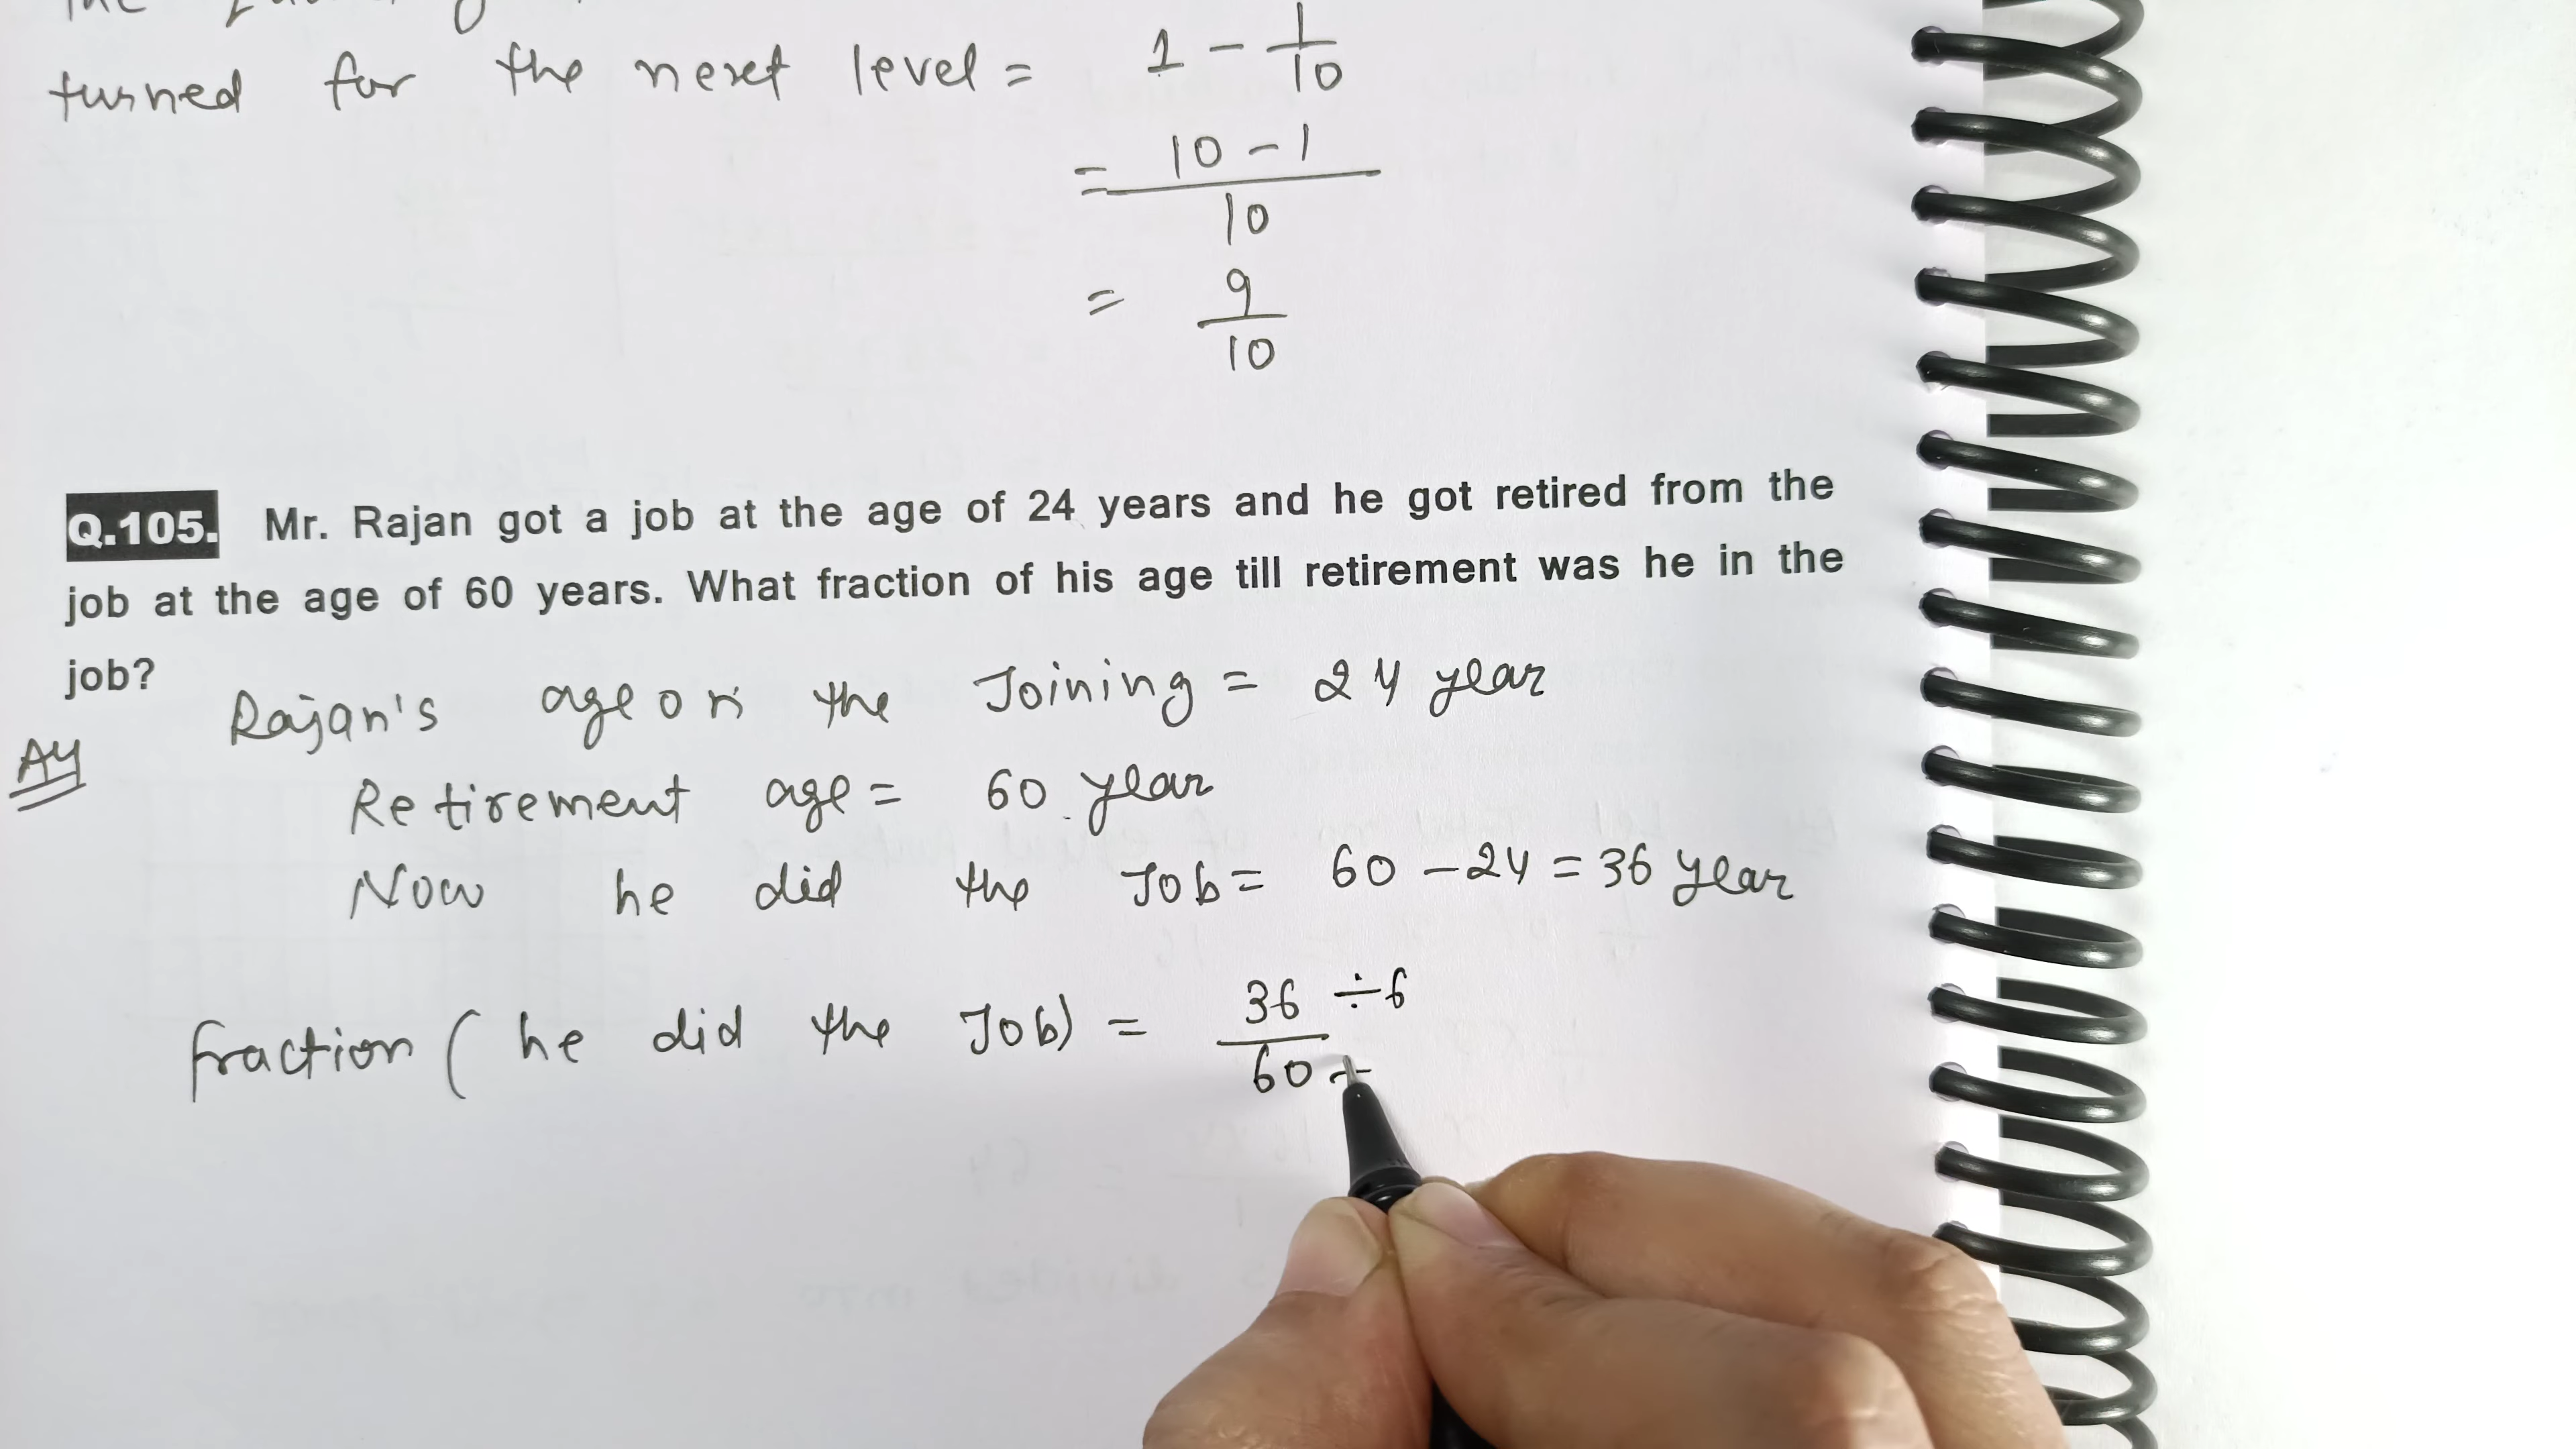 the
turned for the next level = 1 - 1/10
= 10 - 1 / 10
= 9/10
Q.105. Mr. Rajan got a job at the age of 24 years and he got retired from the
job at the age of 60 years. What fraction of his age till retirement was he in the
job?
Rajan's age on the Joining = 24 year
Retirement age = 60 year
Now he did the Job = 60 - 24 = 36 year
fraction ( he did the Job) = 36 ÷6 / 60 ÷